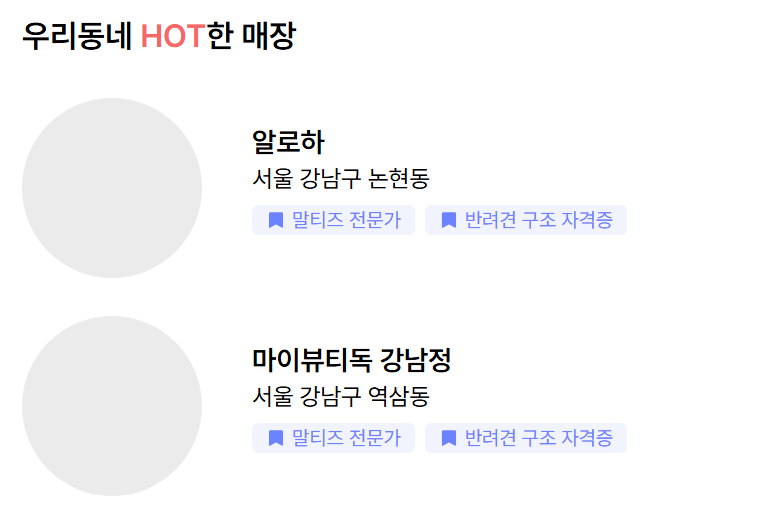 우리동네 HOT한 매장
알로하
서울 강남구 논현동
말티즈 전문가 반려견 구조 자격증
마이뷰티독 강남정
서울 강남구 역삼동
말티즈 전문가 반려견 구조 자격증